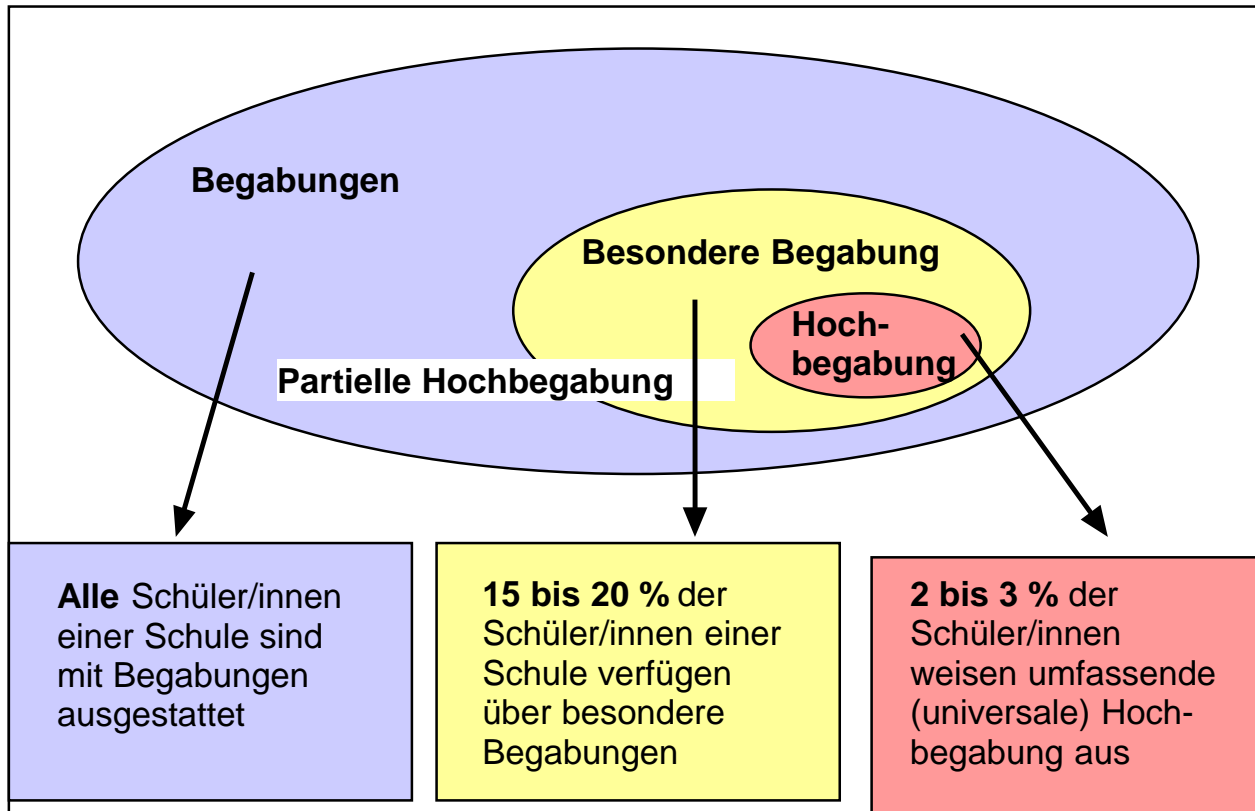 Begabungen
Besondere Begabung
Hoch-
begabung
Partielle Hochbegabung
Alle Schüler/innen
einer Schule sind
mit Begabungen
ausgestattet
15 bis 20 % der
Schüler/innen einer
Schule verfügen
über besondere
Begabungen
2 bis 3 % der
Schüler/innen
weisen umfassende
(universale) Hoch-
begabung aus